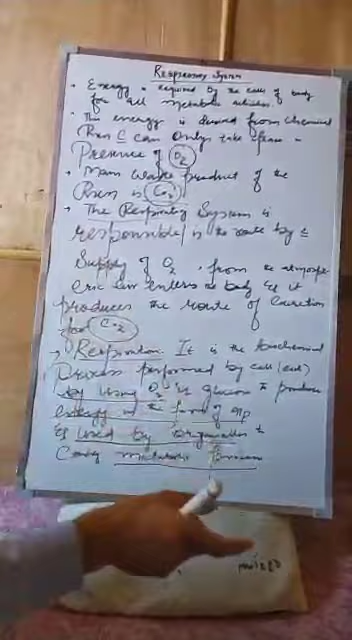 Respiratory System
• Energy is required by the cells of body
for all metabolic activities.
• This energy is derived from chemical
Rxn C can only take place in
Presence of O2
• Main waste product of the
Rxn is CO2
• The Respiratory System is
responsible is the route by C
Supply of O2, from the atmosph
eric air enters body it
produces the route of Excretion
for CO2
→ Respiration: It is the biochemical
Process performed by cell
by using O2 glucose to produce
energy in the form of ATP
used by organelles to
Carry metabolic Process